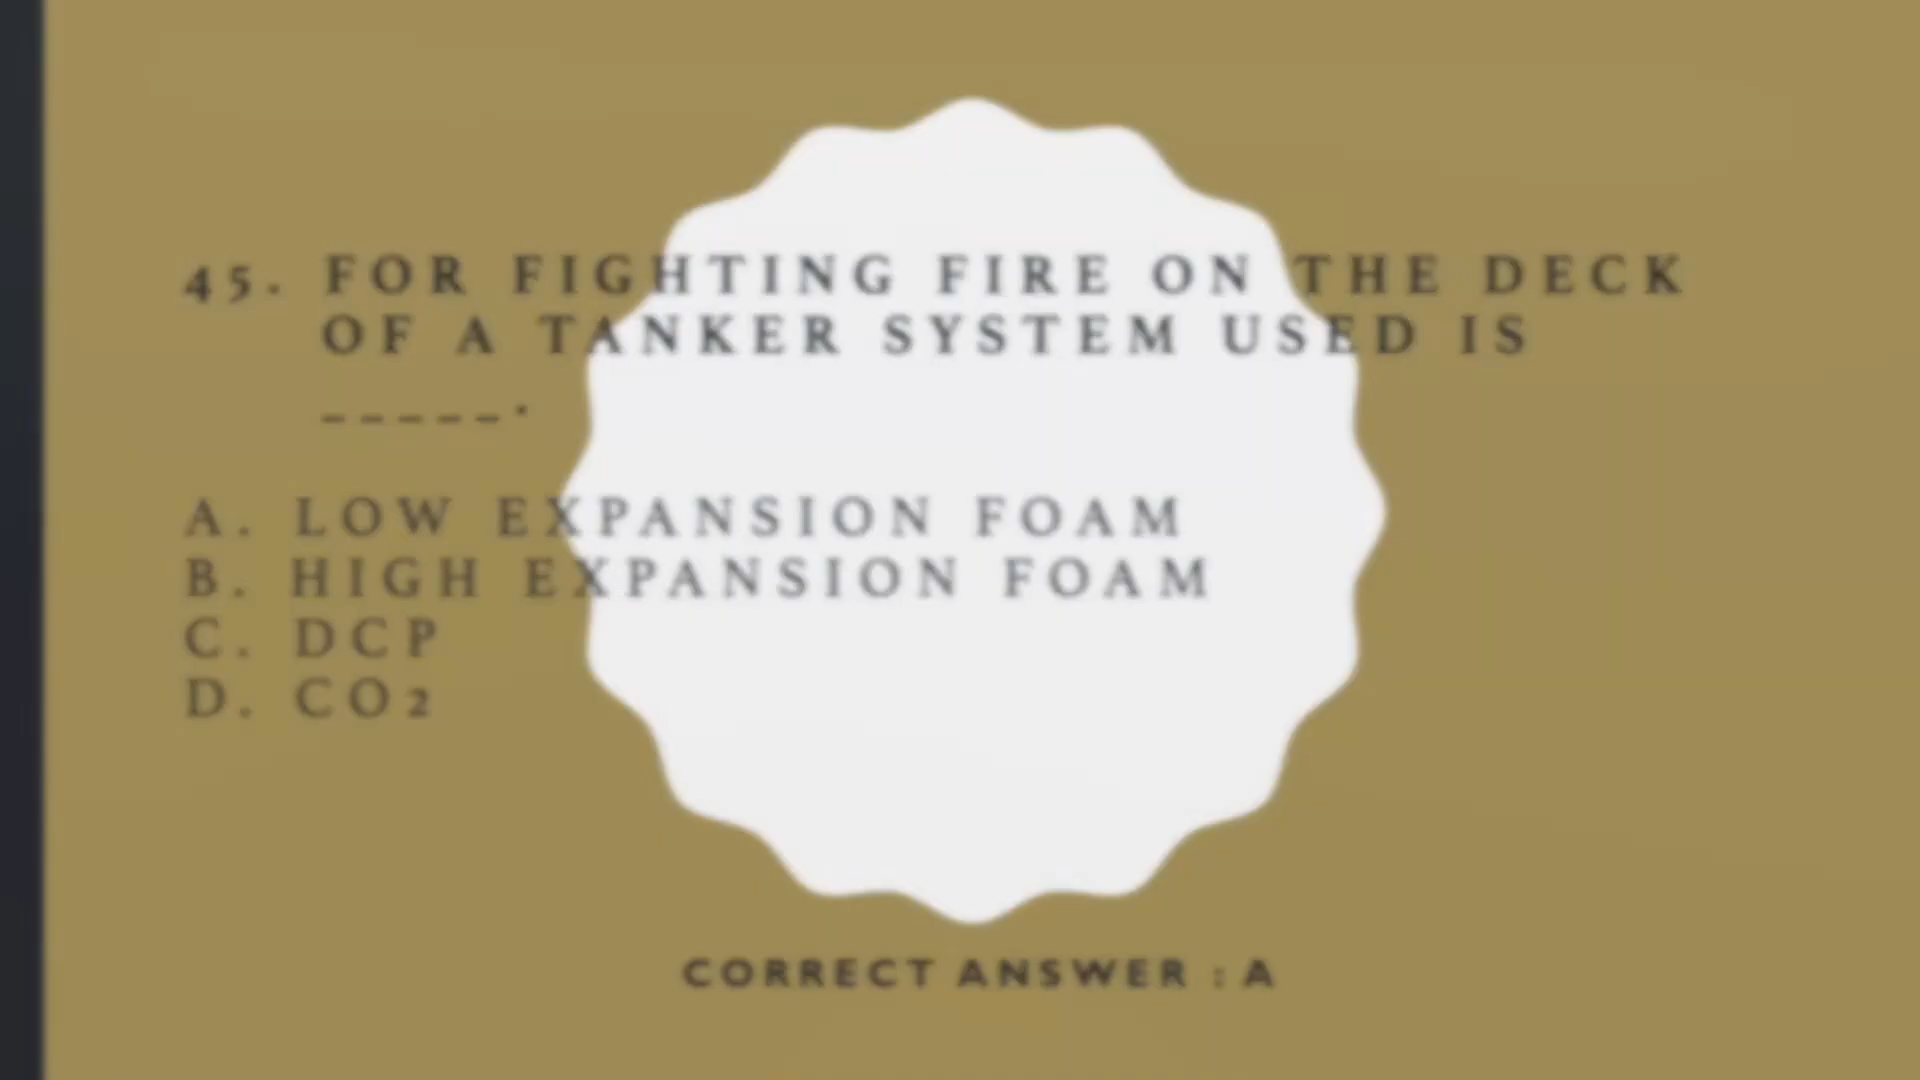 45. FOR FIGHTING FIRE ON THE DECK
OF A TANKER SYSTEM USED IS
_____.
A. LOW EXPANSION FOAM
B. HIGH EXPANSION FOAM
C. DCP
D. CO2
CORRECT ANSWER : A